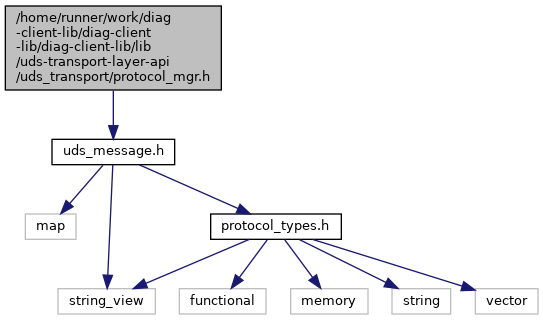 /home/runner/work/diag
-client-lib/diag-client
-lib/diag-client-lib/lib
/uds-transport-layer-api
/uds_transport/protocol_mgr.h
uds_message.h
map
protocol_types.h
string_view
functional
memory
string
vector